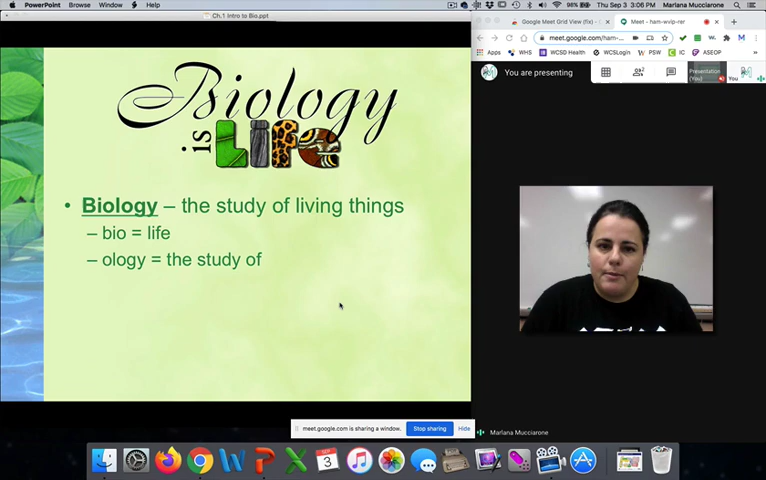 PowerPoint Browse Window 98% Thu Sep 3 3:06 PM Mariana Mucciarone
Ch.1 Intro to Bio.ppt
Google Meet Grid View (fix)
Meet - ham-wvip-rer
meet.google.com/ham-
Apps WHS WCSD Health WCSLogin PSW iC ASEOP
You are presenting
Presentation (You)
You
Biology
is Life
• Biology – the study of living things
– bio = life
– ology = the study of
meet.google.com is sharing a window. Stop sharing Hide
Mariana Mucciarone
SEP
3